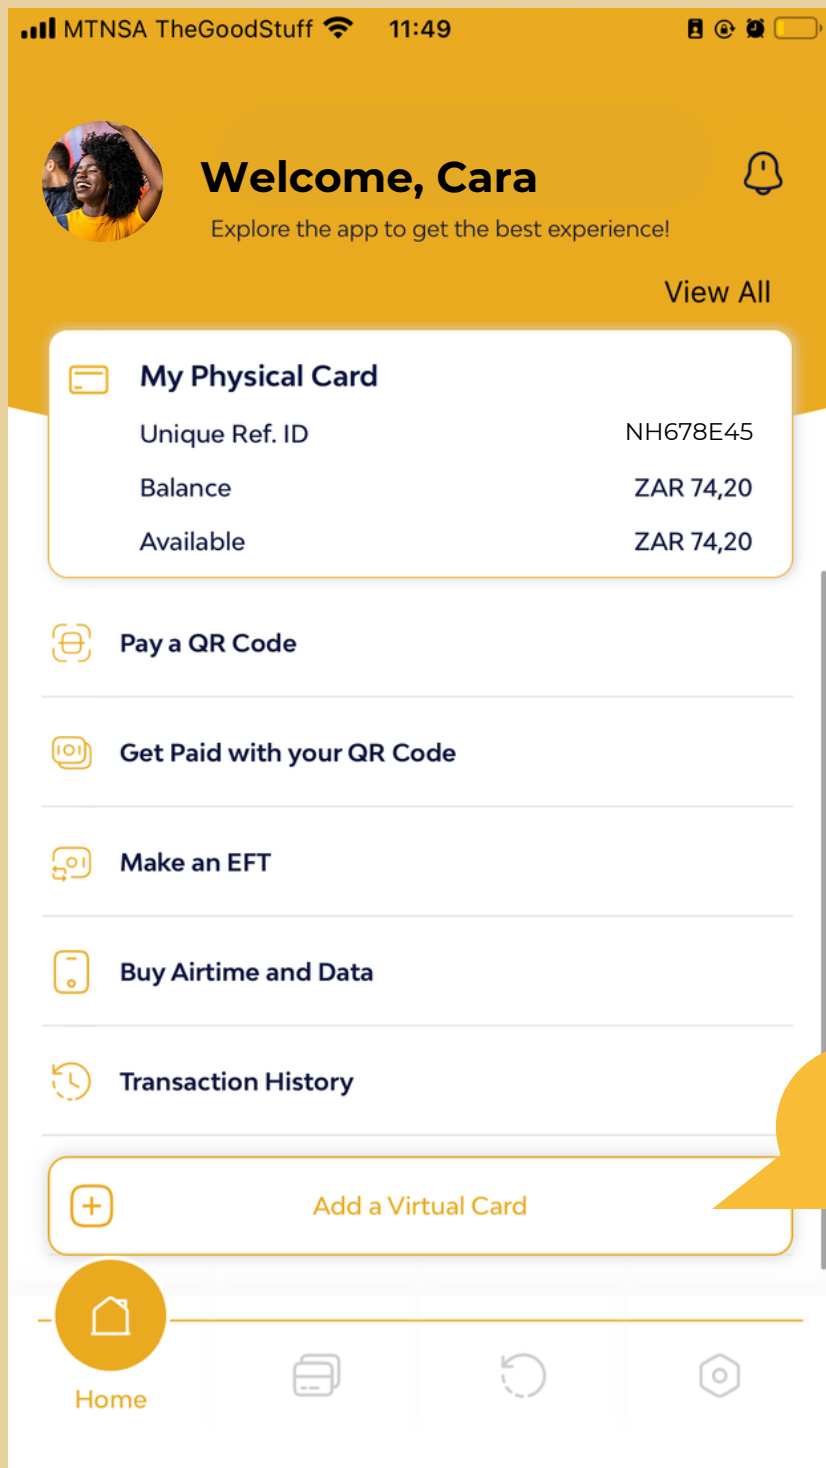 MTNSA TheGoodStuff 11:49
Welcome, Cara
Explore the app to get the best experience!
View All
My Physical Card
Unique Ref. ID NH678E45
Balance ZAR 74,20
Available ZAR 74,20
Pay a QR Code
Get Paid with your QR Code
Make an EFT
Buy Airtime and Data
Transaction History
Add a Virtual Card
Home